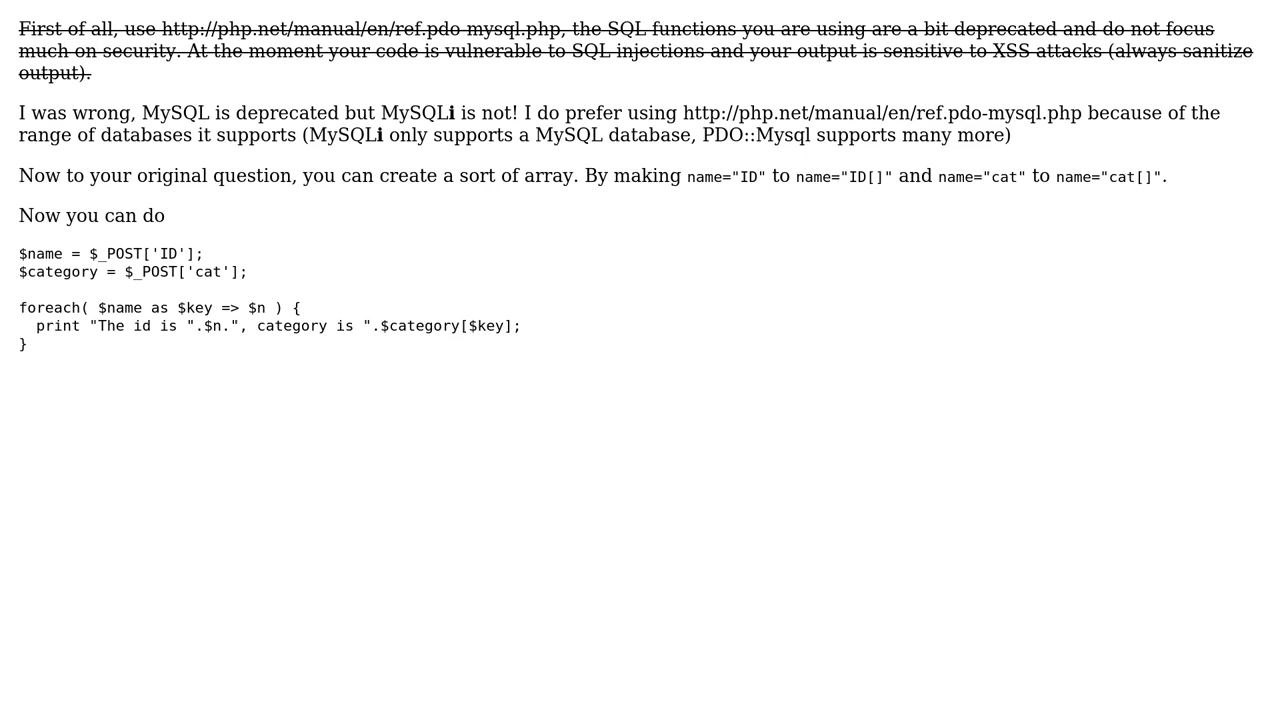 First of all, use http://php.net/manual/en/ref.pdo-mysql.php, the SQL functions you are using are a bit deprecated and do not focus
much on security. At the moment your code is vulnerable to SQL injections and your output is sensitive to XSS attacks (always sanitize
output).
I was wrong, MySQL is deprecated but MySQLi is not! I do prefer using http://php.net/manual/en/ref.pdo-mysql.php because of the
range of databases it supports (MySQLi only supports a MySQL database, PDO::Mysql supports many more)
Now to your original question, you can create a sort of array. By making name="ID" to name="ID[]" and name="cat" to name="cat[]".
Now you can do
$name = $_POST['ID'];
$category = $_POST['cat'];
foreach( $name as $key => $n ) {
  print "The id is ".$n.", category is ".$category[$key];
}